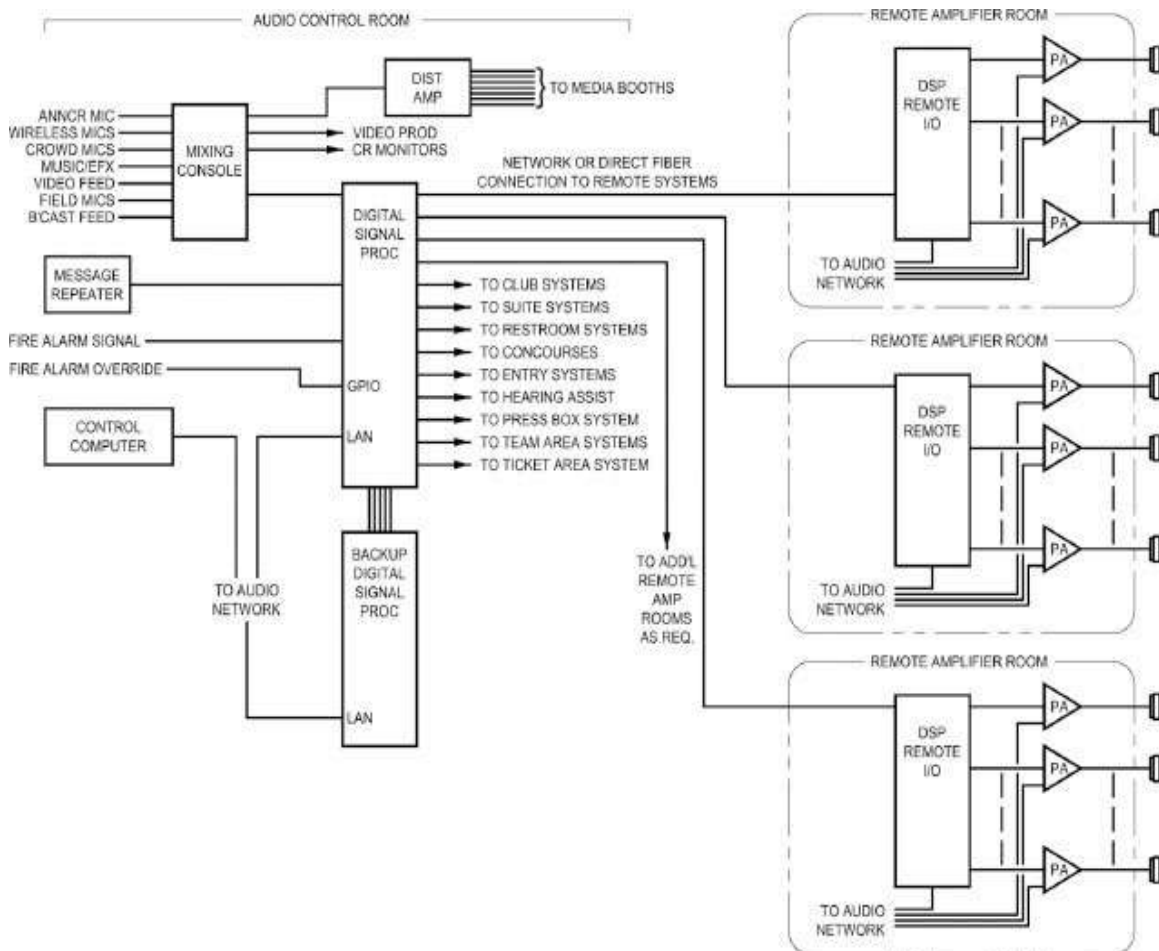 AUDIO CONTROL ROOM
DIST
AMP
TO MEDIA BOOTHS
ANNCR MIC
WIRELESS MICS
CROWD MICS
MUSIC/EFX
VIDEO FEED
FIELD MICS
B'CAST FEED
MIXING
CONSOLE
VIDEO PROD
CR MONITORS
NETWORK OR DIRECT FIBER
CONNECTION TO REMOTE SYSTEMS
DIGITAL
SIGNAL
PROC
GPIO
LAN
MESSAGE
REPEATER
FIRE ALARM SIGNAL
FIRE ALARM OVERRIDE
CONTROL
COMPUTER
TO CLUB SYSTEMS
TO SUITE SYSTEMS
TO RESTROOM SYSTEMS
TO CONCOURSES
TO ENTRY SYSTEMS
TO HEARING ASSIST
TO PRESS BOX SYSTEM
TO TEAM AREA SYSTEMS
TO TICKET AREA SYSTEM
BACKUP
DIGITAL
SIGNAL
PROC
LAN
TO AUDIO
NETWORK
TO ADD'L
REMOTE
AMP
ROOMS
AS REQ.
REMOTE AMPLIFIER ROOM
DSP
REMOTE
I/O
PA
PA
PA
TO AUDIO
NETWORK
REMOTE AMPLIFIER ROOM
DSP
REMOTE
I/O
PA
PA
PA
TO AUDIO
NETWORK
REMOTE AMPLIFIER ROOM
DSP
REMOTE
I/O
PA
PA
PA
TO AUDIO
NETWORK